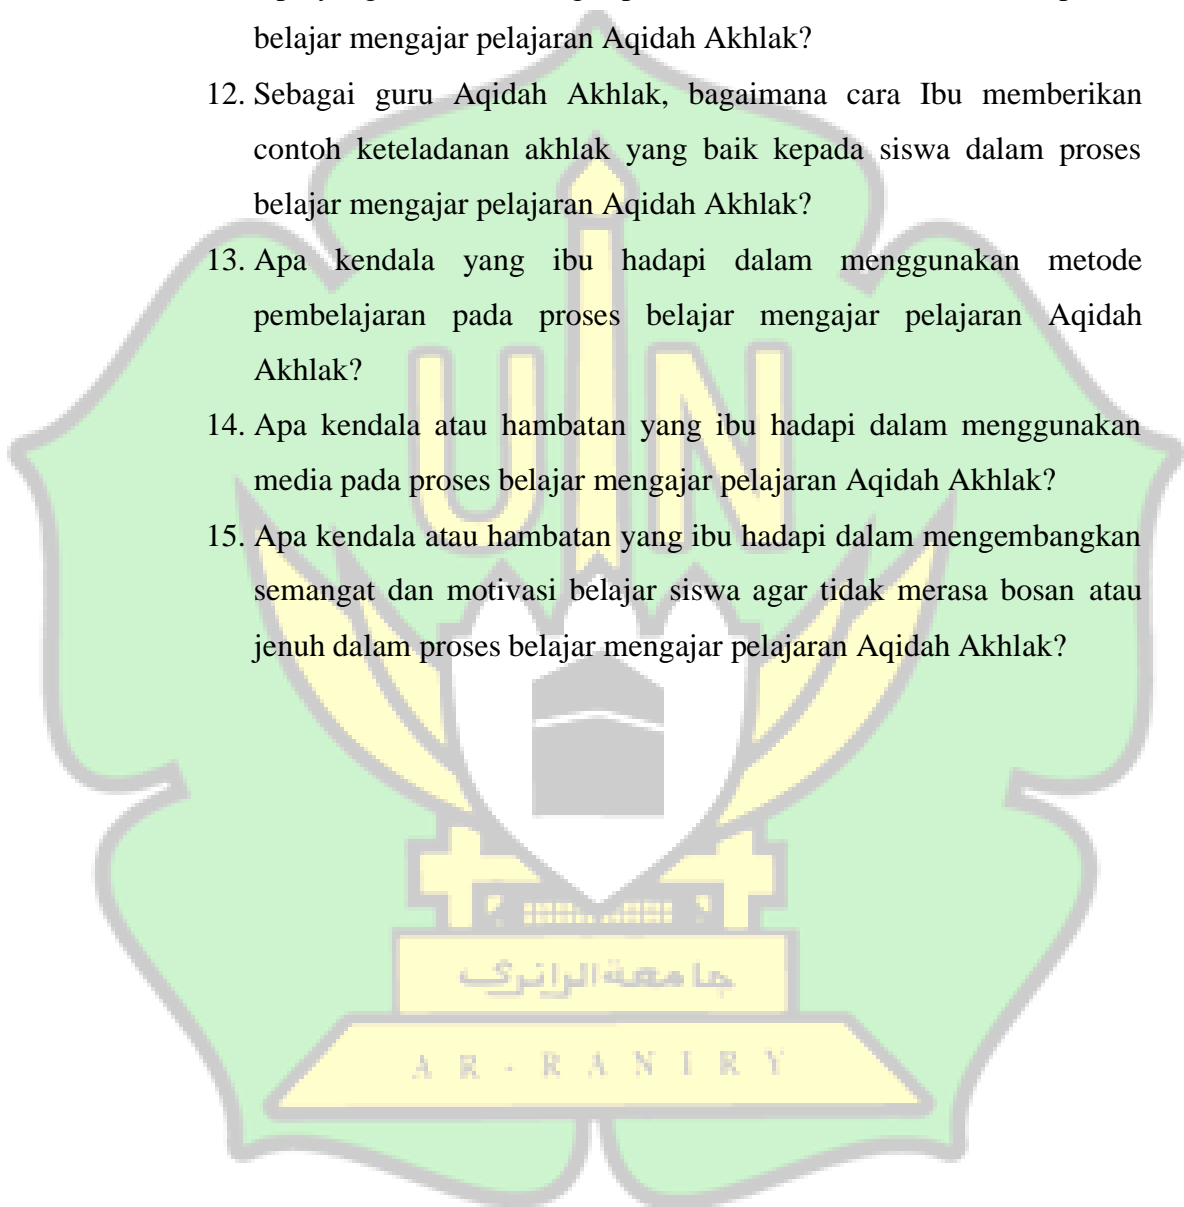 belajar mengajar pelajaran Aqidah Akhlak?
12. Sebagai guru Aqidah Akhlak, bagaimana cara Ibu memberikan
contoh keteladanan akhlak yang baik kepada siswa dalam proses
belajar mengajar pelajaran Aqidah Akhlak?
13. Apa kendala yang ibu hadapi dalam menggunakan metode
pembelajaran pada proses belajar mengajar pelajaran Aqidah
Akhlak?
14. Apa kendala atau hambatan yang ibu hadapi dalam menggunakan
media pada proses belajar mengajar pelajaran Aqidah Akhlak?
15. Apa kendala atau hambatan yang ibu hadapi dalam mengembangkan
semangat dan motivasi belajar siswa agar tidak merasa bosan atau
jenuh dalam proses belajar mengajar pelajaran Aqidah Akhlak?
UIN
جامعة الرانري
AR-RANIRY